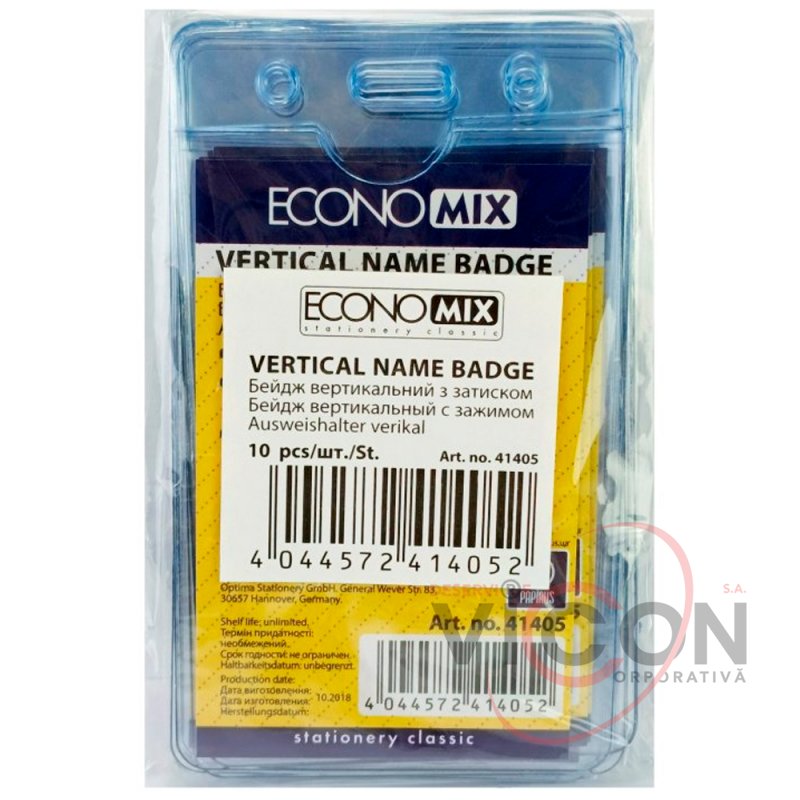 ECONOMIX
VERTICAL NAME BADGE
ECONOMIX
stationery classic
VERTICAL NAME BADGE
Бейдж вертикальний з затиском
Бейдж вертикальный с зажимом
Ausweishalter verikal
10 pcs/шт./St. Art. no. 41405
4 044572 414052
Optima Stationery GmbH. General Wever Str. 83,
30657 Hannover, Germany.
PAPIRUS
Art. no. 41405
Shelf life: unlimited.
Термін придатності:
необмежений.
Срок годности: не ограничен.
Haltbarkeitsdatum: unbegrenzt.
Production date:
Дата виготовлення:
Дата изготовления: 10.2018
Herstellungsdatum:
4 044572 414052
stationery classic
DESERVIRE
S.A.
VICON
CORPORATIVĂ